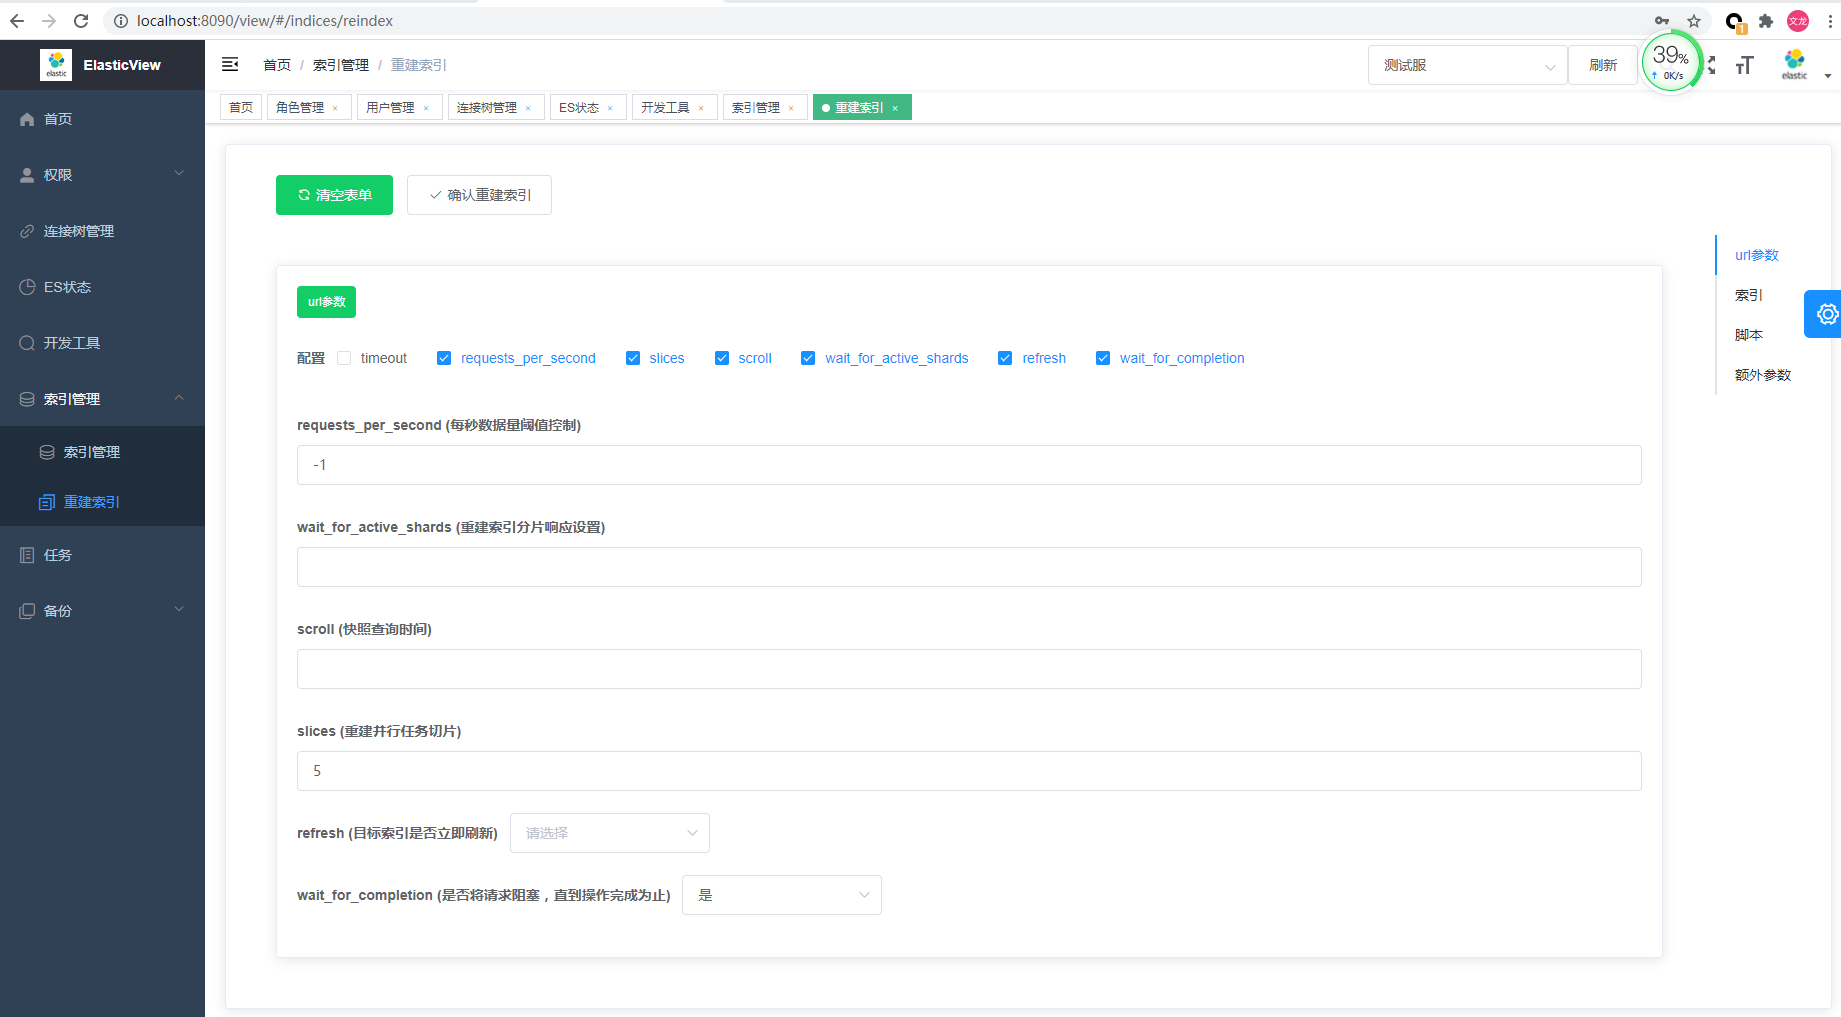 localhost:8090/view/#/indices/reindex
文龙
1
elastic
ElasticView
首页 / 索引管理 / 重建索引
测试服
刷新
39%
0K/s
elastic
首页
角色管理 ×
用户管理 ×
连接树管理 ×
ES状态 ×
开发工具 ×
索引管理 ×
重建索引 ×
首页
权限
连接树管理
ES状态
开发工具
索引管理
索引管理
重建索引
任务
备份
清空表单
确认重建索引
url参数
索引
脚本
额外参数
url参数
配置 timeout requests_per_second slices scroll wait_for_active_shards refresh wait_for_completion
requests_per_second (每秒数据量阈值控制)
-1
wait_for_active_shards (重建索引分片响应设置)
scroll (快照查询时间)
slices (重建并行任务切片)
5
refresh (目标索引是否立即刷新) 请选择
wait_for_completion (是否将请求阻塞，直到操作完成为止) 是